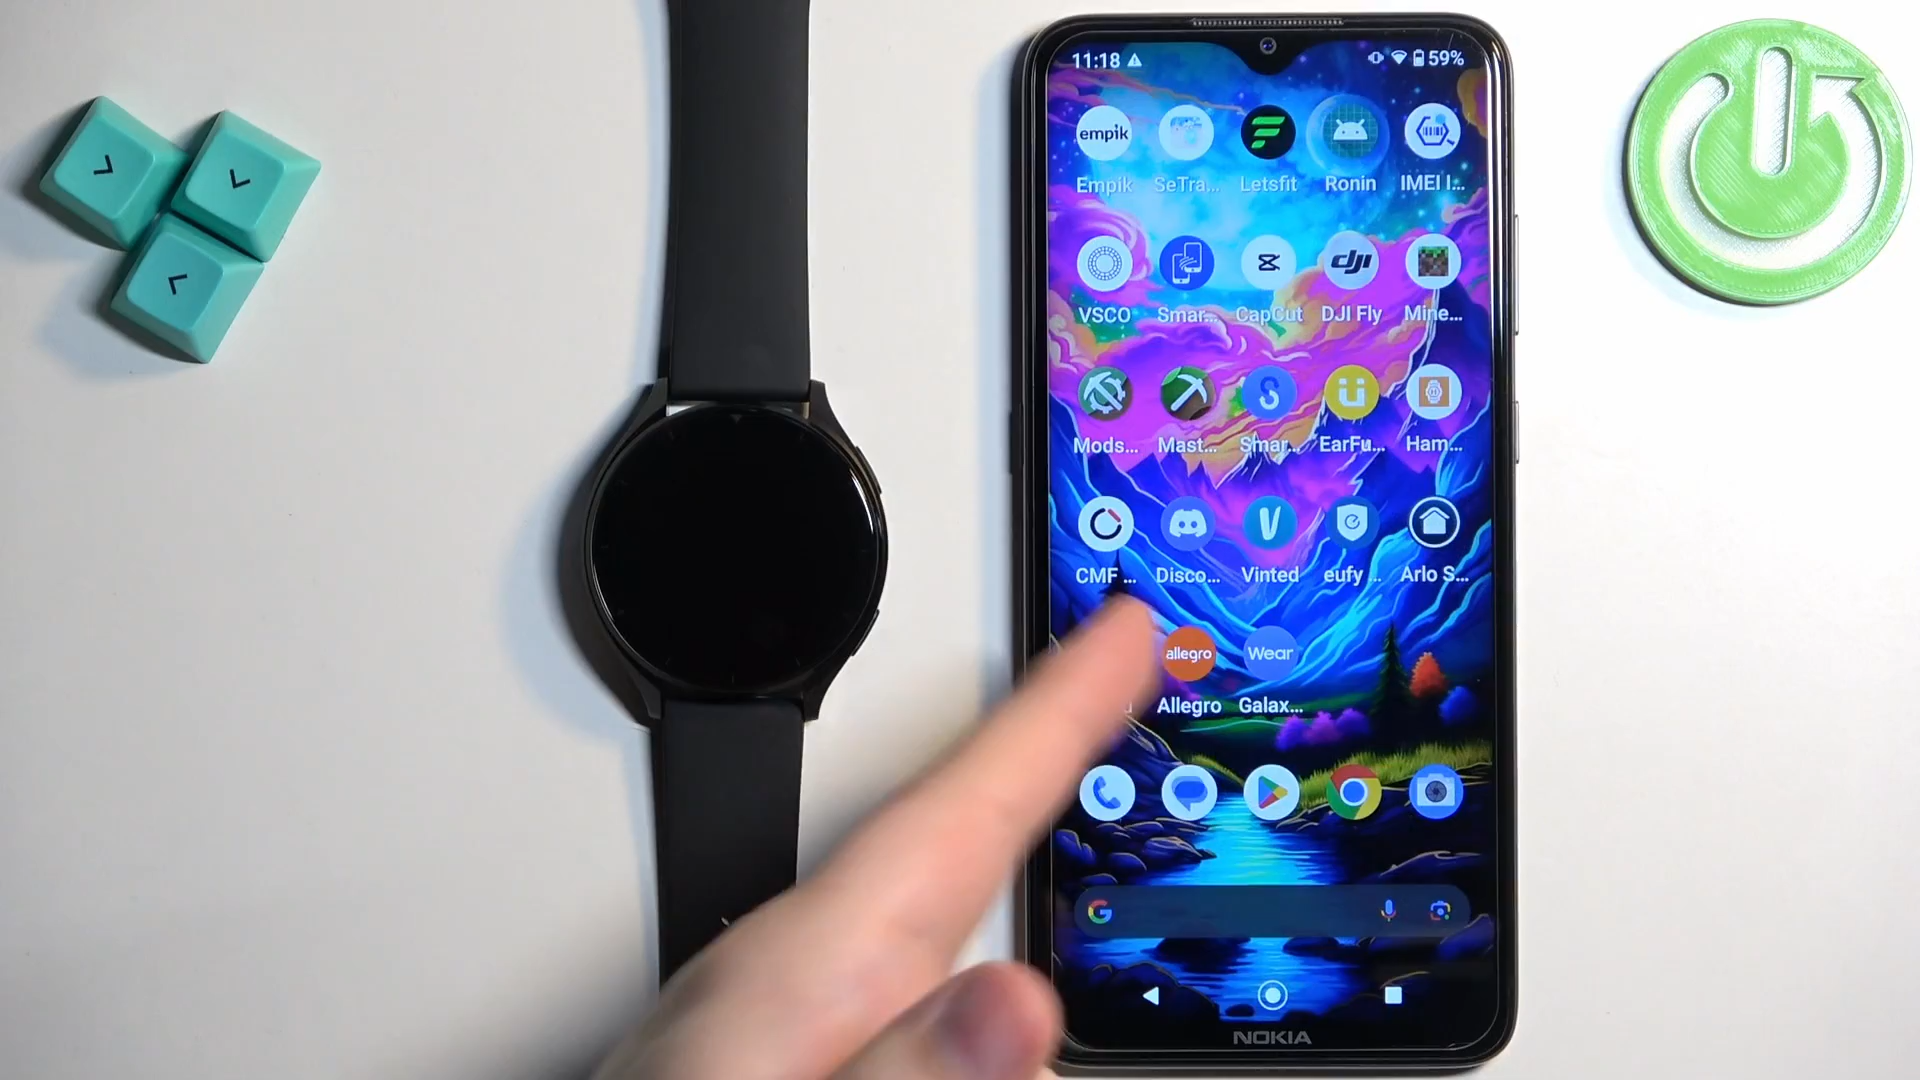 11:18
59%
empik
Empik SeTra... Letsfit Ronin IMEI I...
dji
VSCO Smar... CapCut DJI Fly Mine...
Mods... Mast... Smar... EarFu... Ham...
CMF ... Disco... Vinted eufy ... Arlo S...
allegro Wear
Allegro Galax...
NOKIA